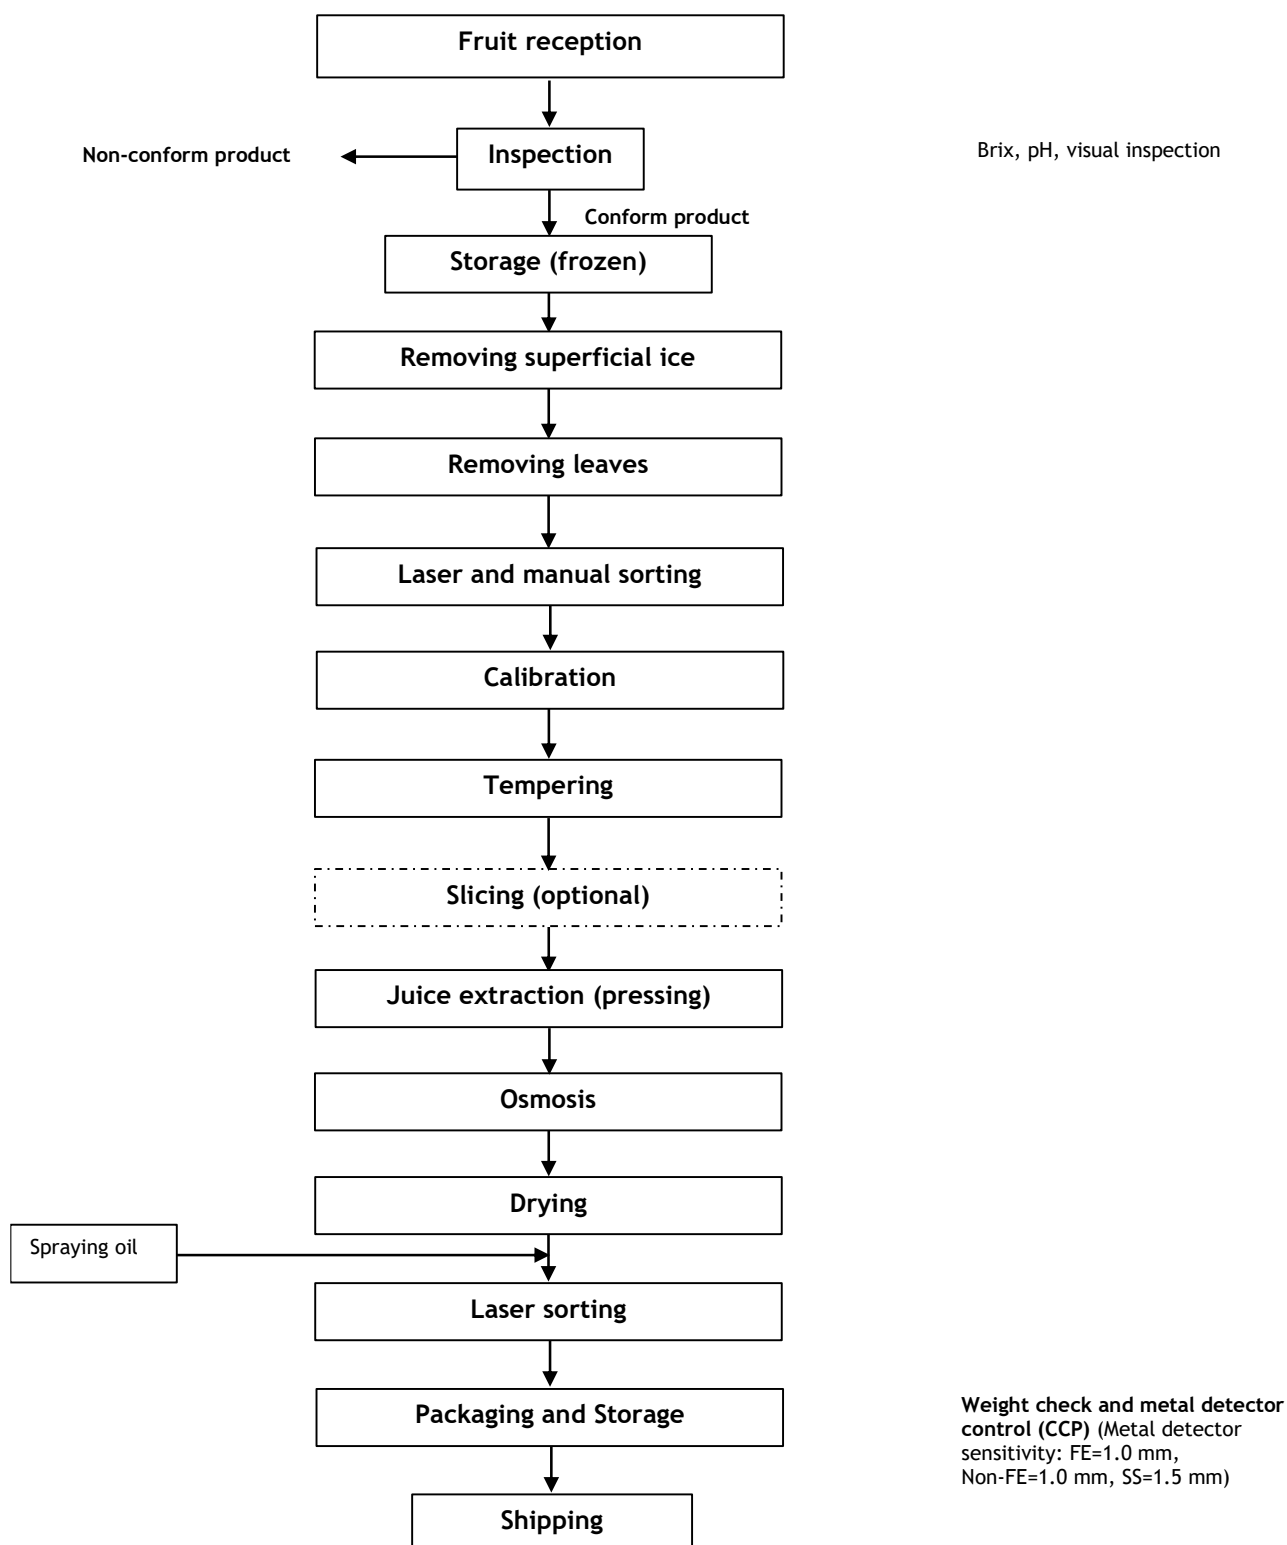 Fruit reception
Non-conform product
Inspection
Brix, pH, visual inspection
Conform product
Storage (frozen)
Removing superficial ice
Removing leaves
Laser and manual sorting
Calibration
Tempering
Slicing (optional)
Juice extraction (pressing)
Osmosis
Drying
Spraying oil
Laser sorting
Packaging and Storage
Weight check and metal detector
control (CCP) (Metal detector
sensitivity: FE=1.0 mm,
Non-FE=1.0 mm, SS=1.5 mm)
Shipping